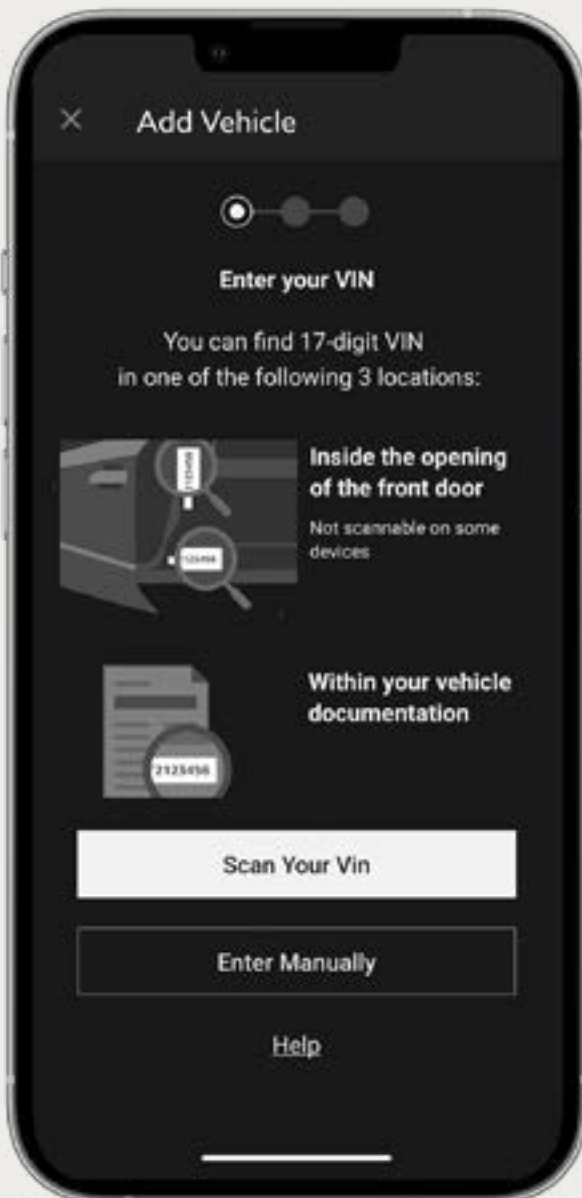 Add Vehicle
Enter your VIN
You can find 17-digit VIN
in one of the following 3 locations:
Inside the opening
of the front door
Not scannable on some
devices
123456
Within your vehicle
documentation
2123456
Scan Your Vin
Enter Manually
Help